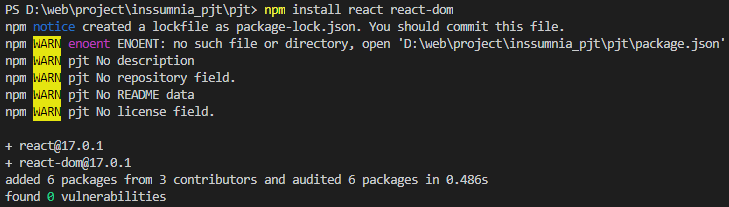 PS D:\web\project\inssumnia_pjt\pjt> npm install react react-dom
npm notice created a lockfile as package-lock.json. You should commit this file.
npm WARN enoent ENOENT: no such file or directory, open 'D:\web\project\inssumnia_pjt\pjt\package.json'
npm WARN pjt No description
npm WARN pjt No repository field.
npm WARN pjt No README data
npm WARN pjt No license field.
+ react@17.0.1
+ react-dom@17.0.1
added 6 packages from 3 contributors and audited 6 packages in 0.486s
found 0 vulnerabilities